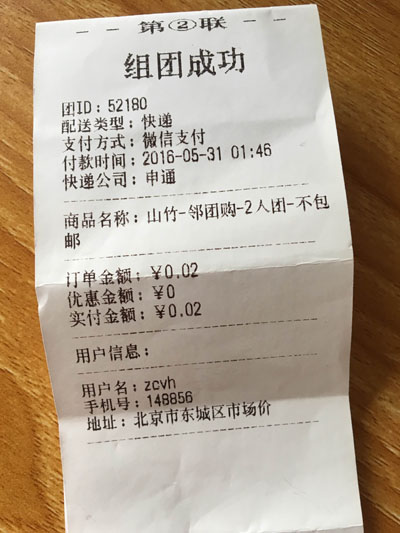 - - 第②联 - -
组团成功
团ID：52180
配送类型：快递
支付方式：微信支付
付款时间：2016-05-31 01:46
快递公司：申通
商品名称：山竹-邻团购-2人团-不包
邮
订单金额：￥0.02
优惠金额：￥0
实付金额：￥0.02
用户信息：
用户名：zcvh
手机号：148856
地址：北京市东城区市场价